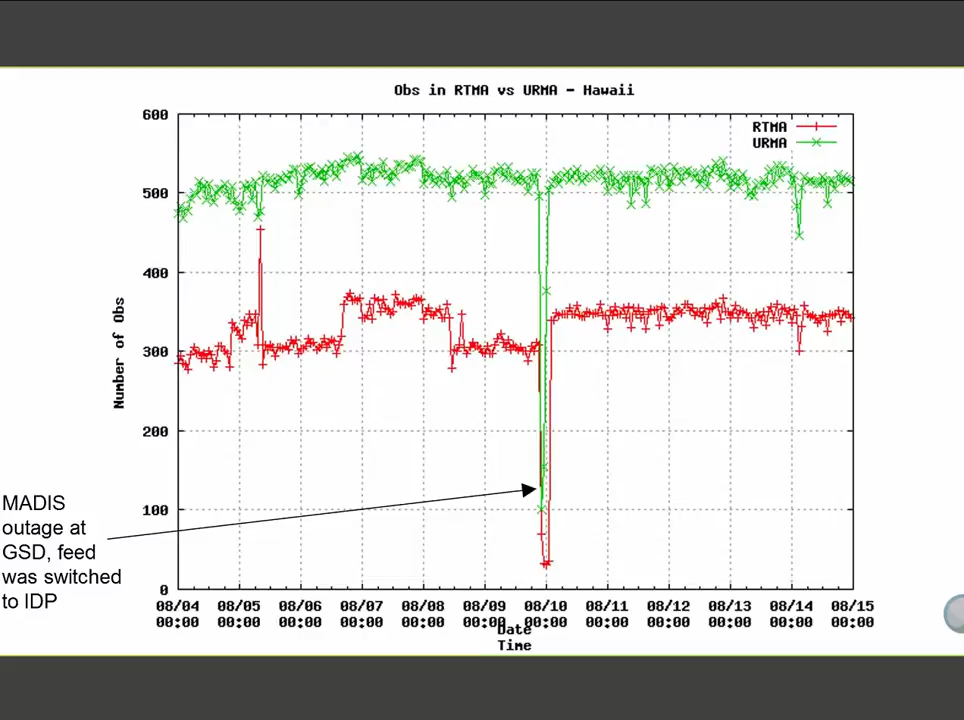 Obs in RTMA vs URMA - Hawaii
RTMA
URMA
600
500
400
300
200
100
0
Number of Obs
MADIS
outage at
GSD, feed
was switched
to IDP
08/04 08/05 08/06 08/07 08/08 08/09 08/10 08/11 08/12 08/13 08/14 08/15
00:00 00:00 00:00 00:00 00:00 00:00 00:00 00:00 00:00 00:00 00:00 00:00
Date
Time